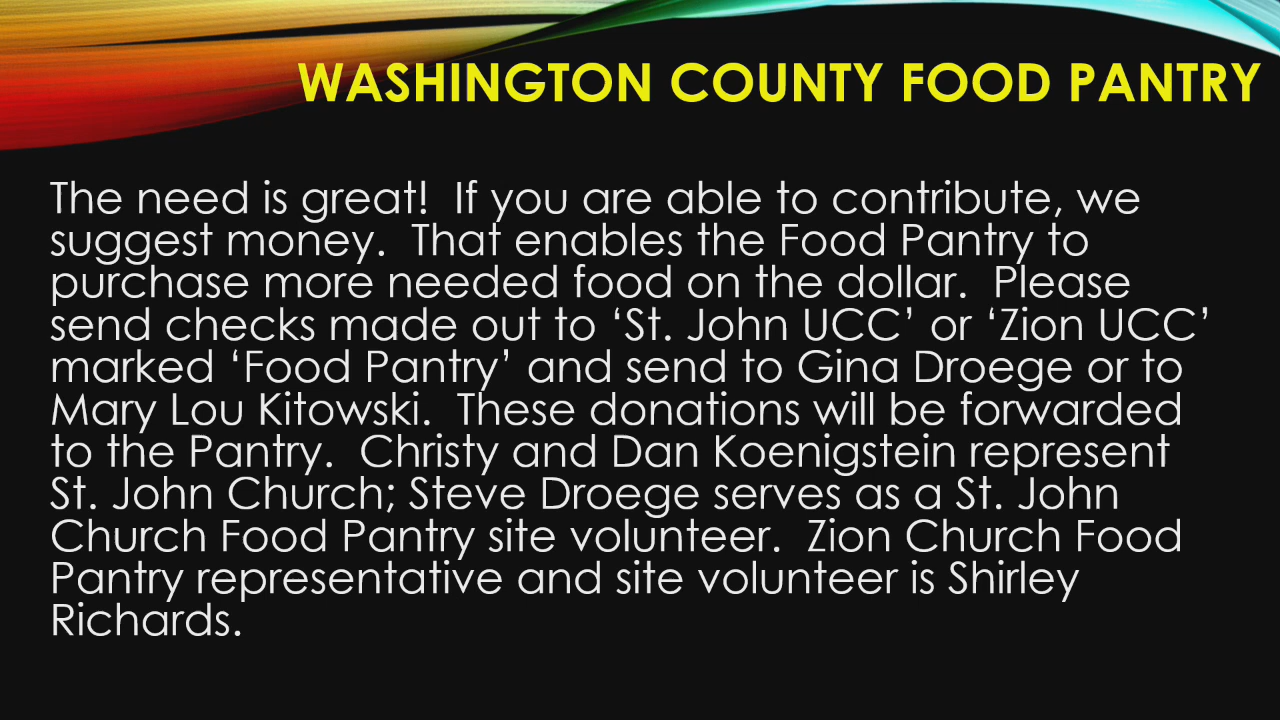 WASHINGTON COUNTY FOOD PANTRY
The need is great!  If you are able to contribute, we
suggest money.  That enables the Food Pantry to
purchase more needed food on the dollar.  Please
send checks made out to ‘St. John UCC’ or ‘Zion UCC’
marked ‘Food Pantry’ and send to Gina Droege or to
Mary Lou Kitowski.  These donations will be forwarded
to the Pantry.  Christy and Dan Koenigstein represent
St. John Church; Steve Droege serves as a St. John
Church Food Pantry site volunteer.  Zion Church Food
Pantry representative and site volunteer is Shirley
Richards.